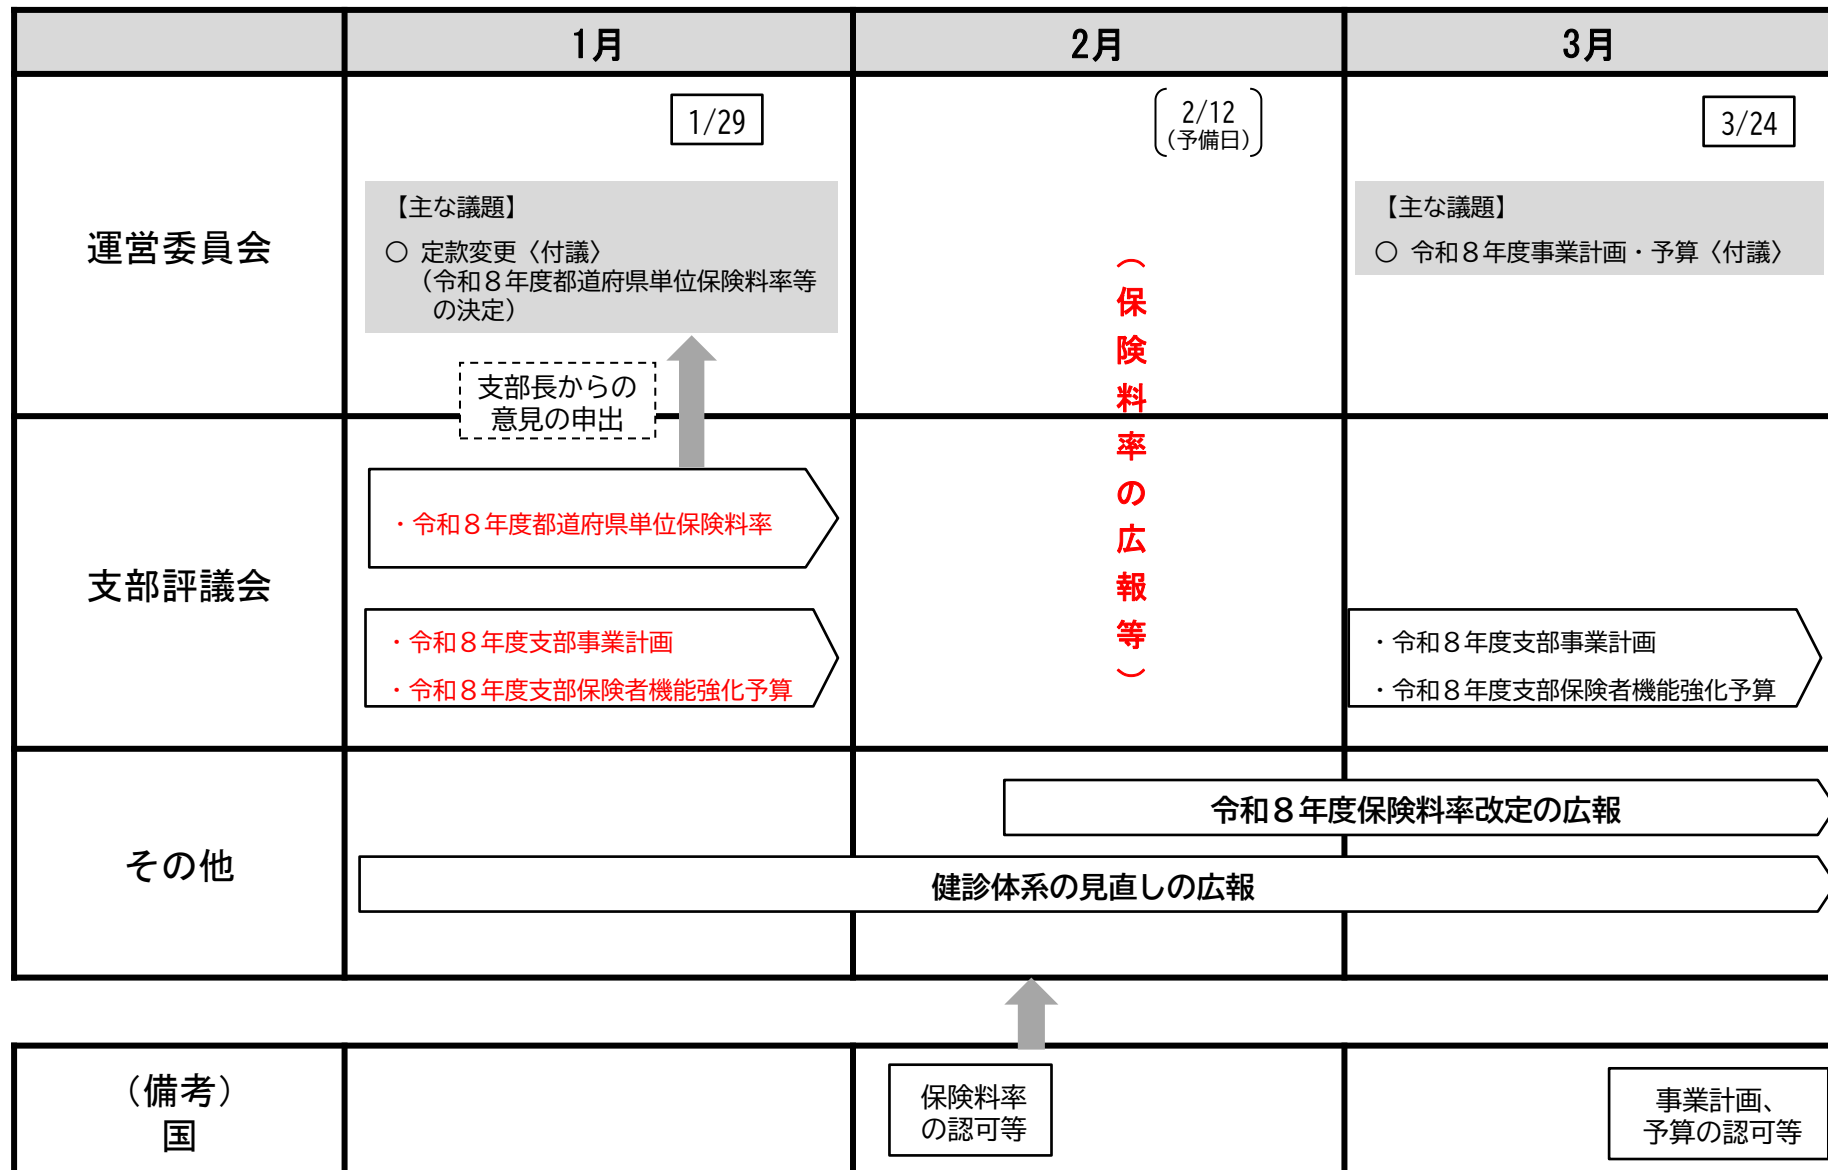 1月
2月
3月
運営委員会
1/29
2/12
(予備日)
3/24
【主な議題】
○ 定款変更〈付議〉
(令和8年度都道府県単位保険料率等
の決定)
【主な議題】
○ 令和8年度事業計画・予算〈付議〉
支部長からの
意見の申出
(保険料率の広報等)
支部評議会
・令和8年度都道府県単位保険料率
・令和8年度支部事業計画
・令和8年度支部保険者機能強化予算
・令和8年度支部事業計画
・令和8年度支部保険者機能強化予算
その他
令和8年度保険料率改定の広報
健診体系の見直しの広報
(備考)
国
保険料率
の認可等
事業計画、
予算の認可等